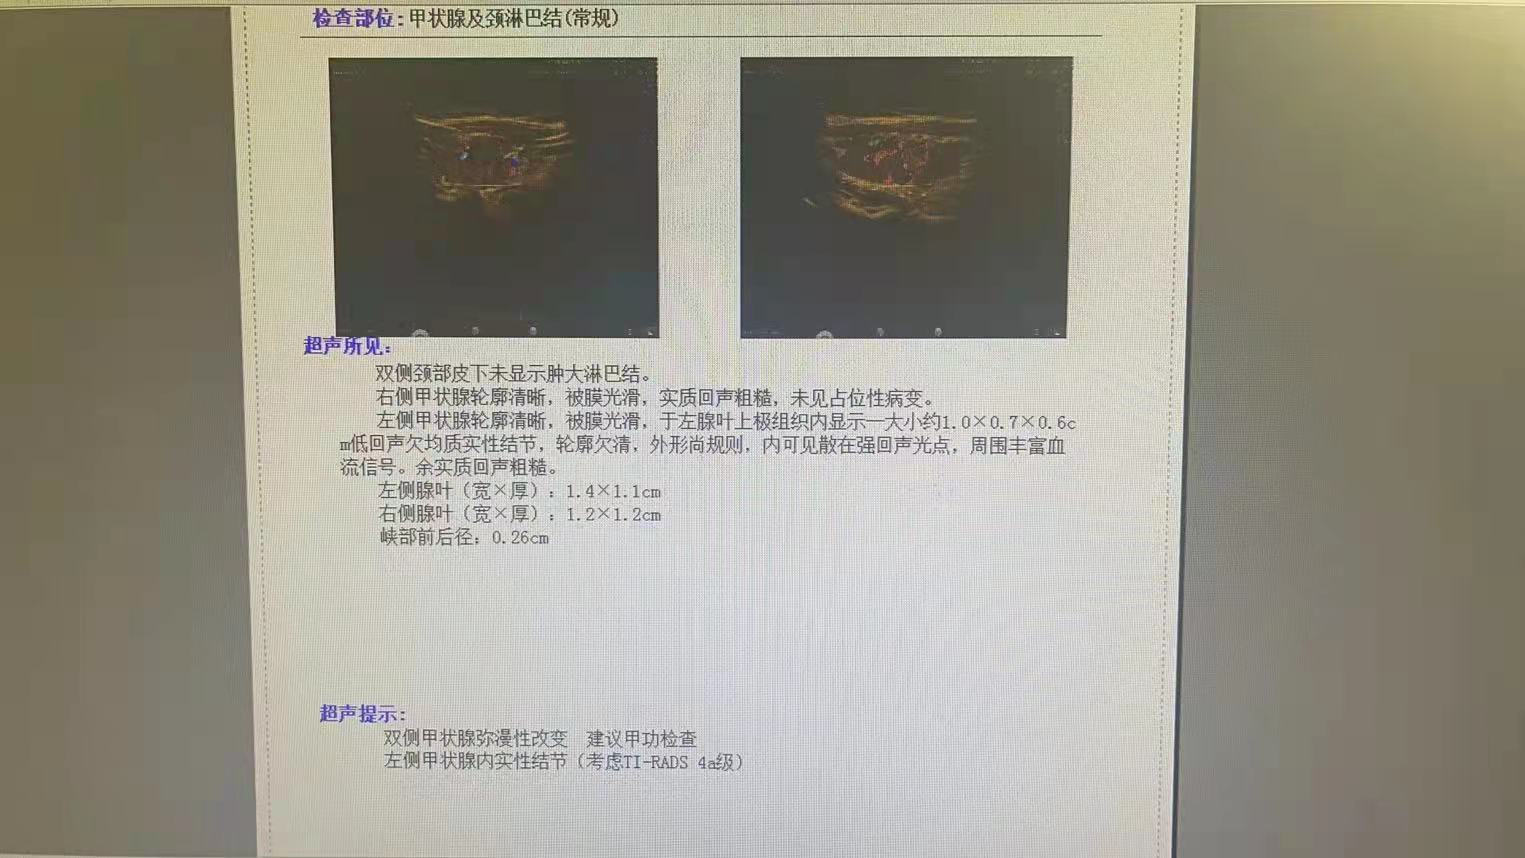 检查部位:甲状腺及颈淋巴结(常规)
超声所见:
双侧颈部皮下未显示肿大淋巴结。
右侧甲状腺轮廓清晰，被膜光滑，实质回声粗糙，未见占位性病变。
左侧甲状腺轮廓清晰，被膜光滑，于左腺叶上极组织内显示一大小约1.0×0.7×0.6c
m低回声欠均质实性结节，轮廓欠清，外形尚规则，内可见散在强回声光点，周围丰富血
流信号。余实质回声粗糙。
左侧腺叶（宽×厚）：1.4×1.1cm
右侧腺叶（宽×厚）：1.2×1.2cm
峡部前后径：0.26cm
超声提示:
双侧甲状腺弥漫性改变　建议甲功检查
左侧甲状腺内实性结节（考虑TI-RADS 4a级）